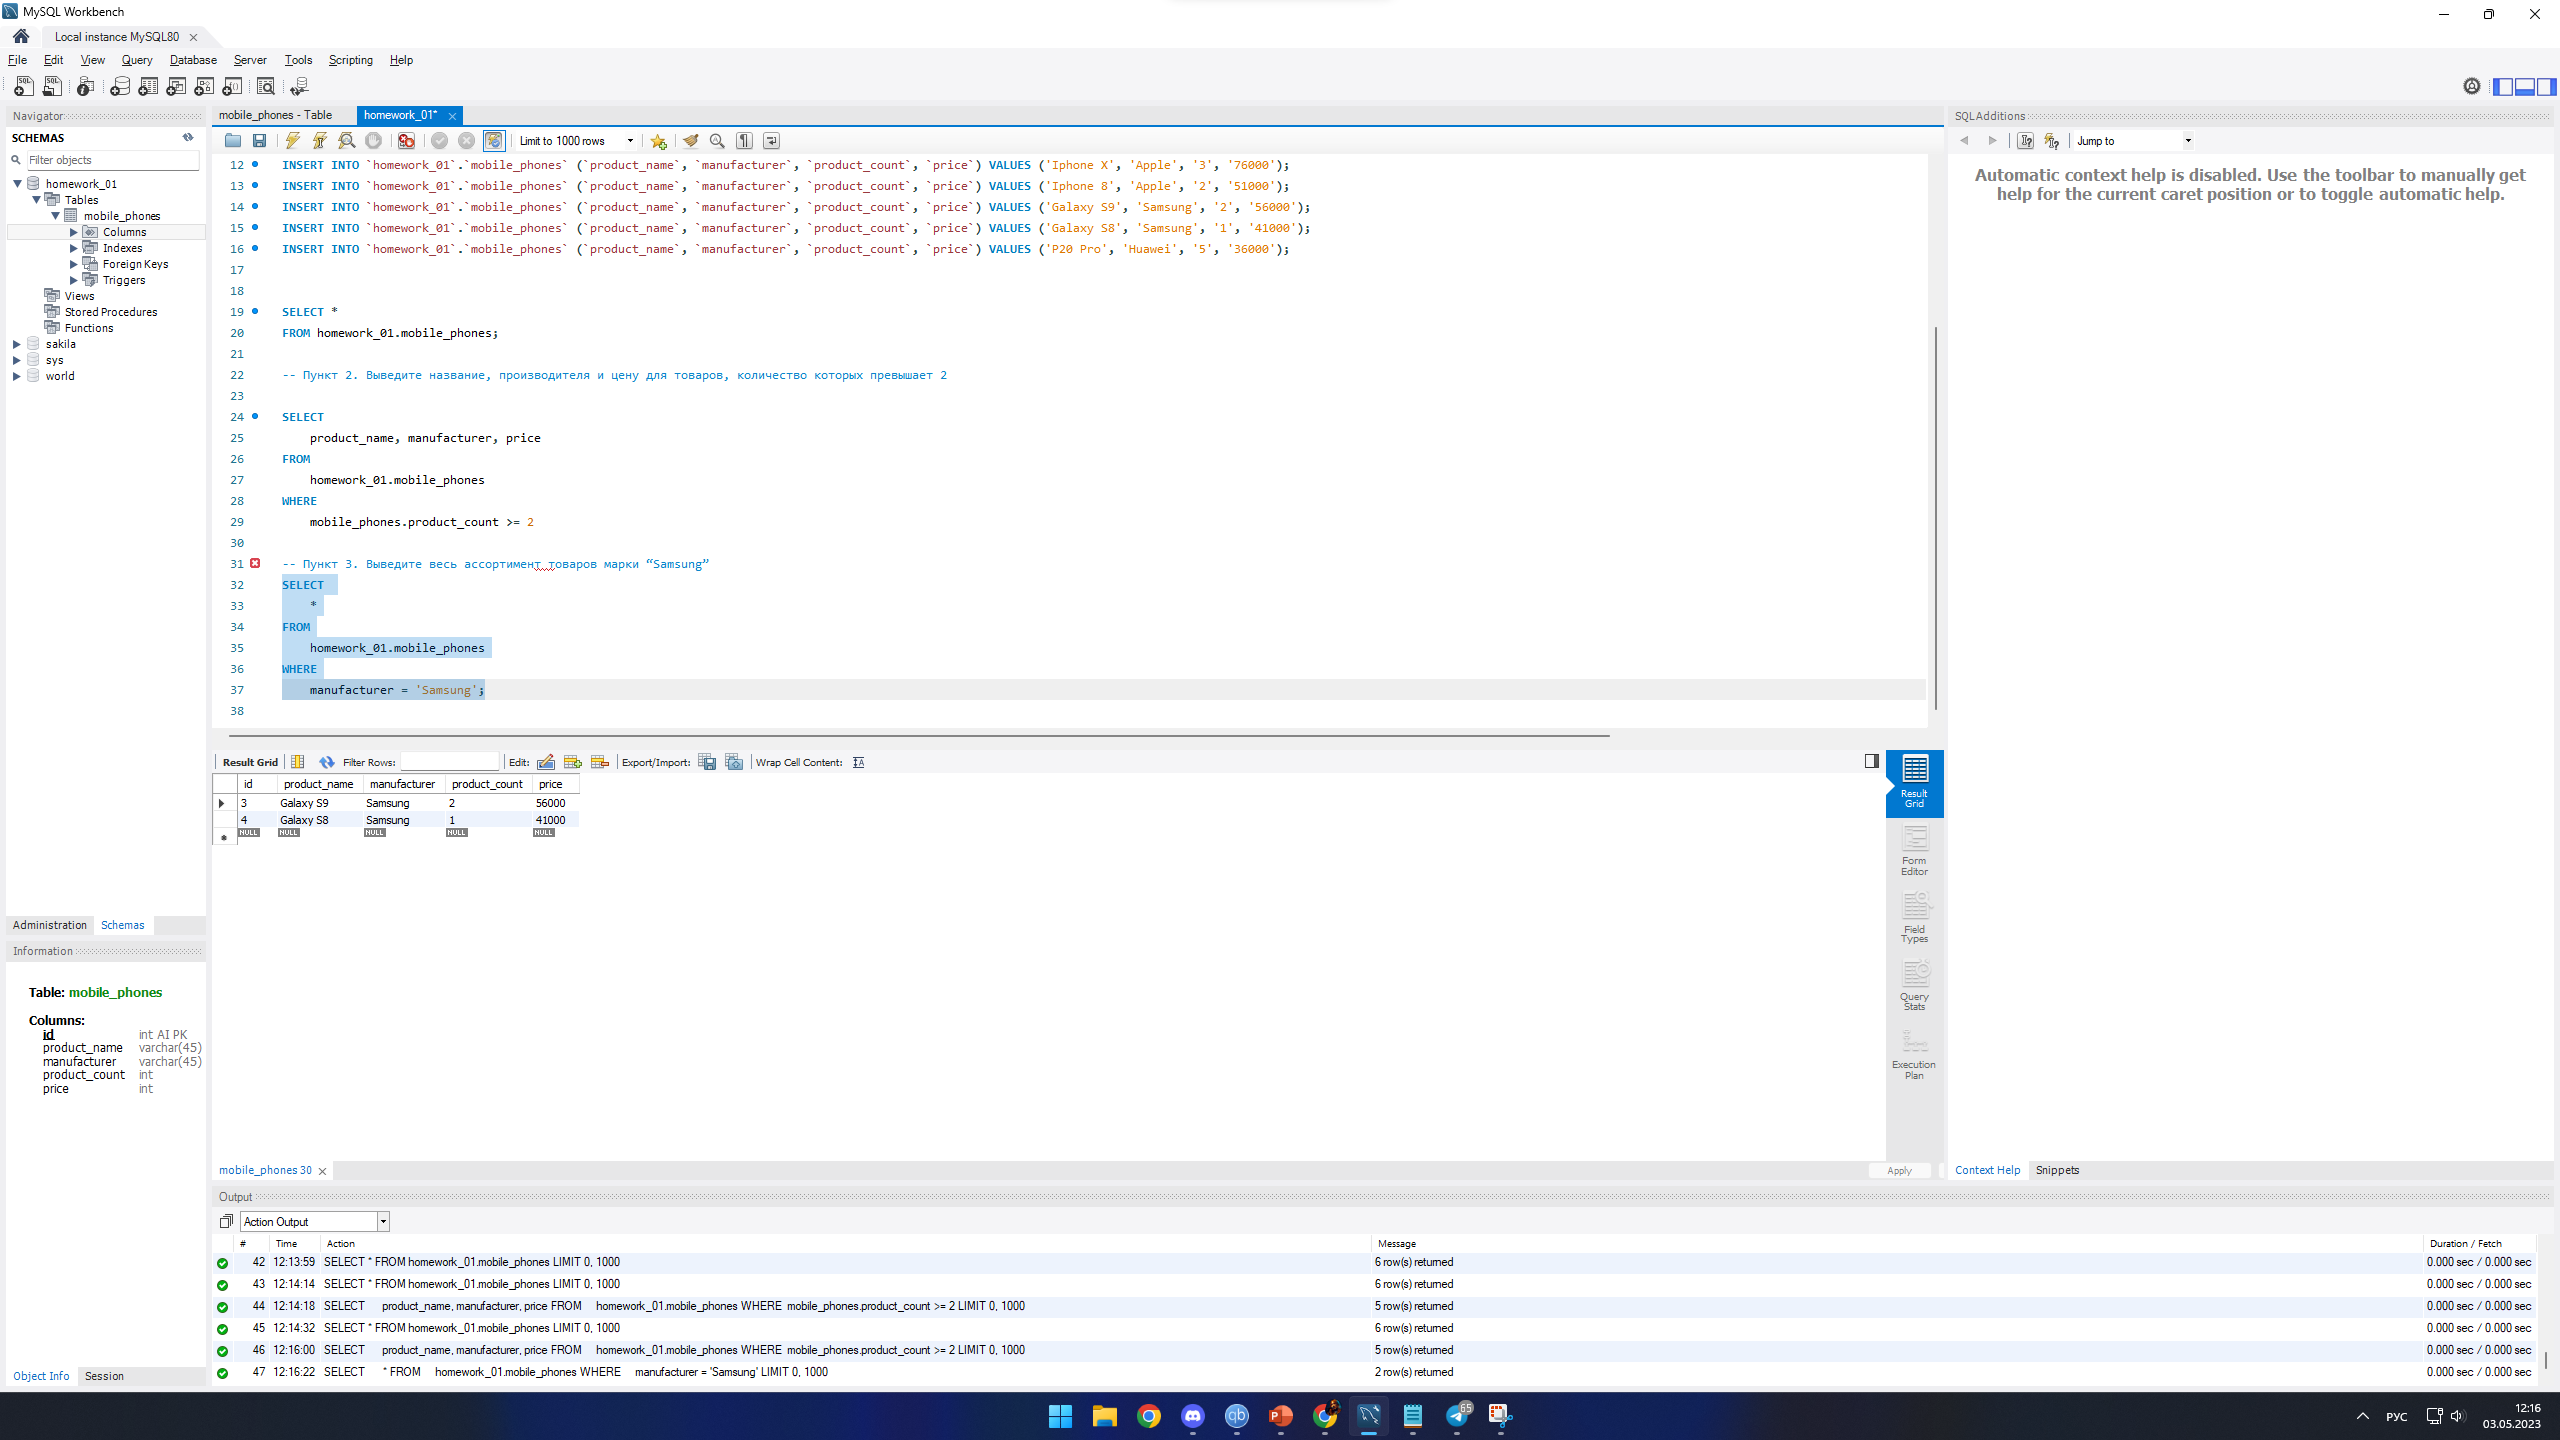 MySQL Workbench
Local instance MySQL80
File Edit View Query Database Server Tools Scripting Help
Navigator
SCHEMAS
Filter objects
homework_01
Tables
mobile_phones
Columns
Indexes
Foreign Keys
Triggers
Views
Stored Procedures
Functions
sakila
sys
world
Administration Schemas
Information
Table: mobile_phones
Columns:
id int AI PK
product_name varchar(45)
manufacturer varchar(45)
product_count int
price int
Object Info Session
mobile_phones - Table homework_01*
Limit to 1000 rows
12 INSERT INTO `homework_01`.`mobile_phones` (`product_name`, `manufacturer`, `product_count`, `price`) VALUES ('Iphone X', 'Apple', '3', '76000');
13 INSERT INTO `homework_01`.`mobile_phones` (`product_name`, `manufacturer`, `product_count`, `price`) VALUES ('Iphone 8', 'Apple', '2', '51000');
14 INSERT INTO `homework_01`.`mobile_phones` (`product_name`, `manufacturer`, `product_count`, `price`) VALUES ('Galaxy S9', 'Samsung', '2', '56000');
15 INSERT INTO `homework_01`.`mobile_phones` (`product_name`, `manufacturer`, `product_count`, `price`) VALUES ('Galaxy S8', 'Samsung', '1', '41000');
16 INSERT INTO `homework_01`.`mobile_phones` (`product_name`, `manufacturer`, `product_count`, `price`) VALUES ('P20 Pro', 'Huawei', '5', '36000');
17
18
19 SELECT *
20 FROM homework_01.mobile_phones;
21
22 -- Пункт 2. Выведите название, производителя и цену для товаров, количество которых превышает 2
23
24 SELECT
25 product_name, manufacturer, price
26 FROM
27 homework_01.mobile_phones
28 WHERE
29 mobile_phones.product_count >= 2
30
31 -- Пункт 3. Выведите весь ассортимент товаров марки “Samsung”
32 SELECT
33 *
34 FROM
35 homework_01.mobile_phones
36 WHERE
37 manufacturer = 'Samsung';
38
Result Grid Filter Rows: Edit: Export/Import: Wrap Cell Content:
id product_name manufacturer product_count price
3 Galaxy S9 Samsung 2 56000
4 Galaxy S8 Samsung 1 41000
NULL NULL NULL NULL NULL
Result Grid
Form Editor
Field Types
Query Stats
Execution Plan
mobile_phones 30
Apply
SQLAdditions
Jump to
Automatic context help is disabled. Use the toolbar to manually get
help for the current caret position or to toggle automatic help.
Context Help Snippets
Output
Action Output
# Time Action Message Duration / Fetch
42 12:13:59 SELECT * FROM homework_01.mobile_phones LIMIT 0, 1000 6 row(s) returned 0.000 sec / 0.000 sec
43 12:14:14 SELECT * FROM homework_01.mobile_phones LIMIT 0, 1000 6 row(s) returned 0.000 sec / 0.000 sec
44 12:14:18 SELECT product_name, manufacturer, price FROM homework_01.mobile_phones WHERE mobile_phones.product_count >= 2 LIMIT 0, 1000 5 row(s) returned 0.000 sec / 0.000 sec
45 12:14:32 SELECT * FROM homework_01.mobile_phones LIMIT 0, 1000 6 row(s) returned 0.000 sec / 0.000 sec
46 12:16:00 SELECT product_name, manufacturer, price FROM homework_01.mobile_phones WHERE mobile_phones.product_count >= 2 LIMIT 0, 1000 5 row(s) returned 0.000 sec / 0.000 sec
47 12:16:22 SELECT * FROM homework_01.mobile_phones WHERE manufacturer = 'Samsung' LIMIT 0, 1000 2 row(s) returned 0.000 sec / 0.000 sec
qb
P
65
РУС
12:16
03.05.2023